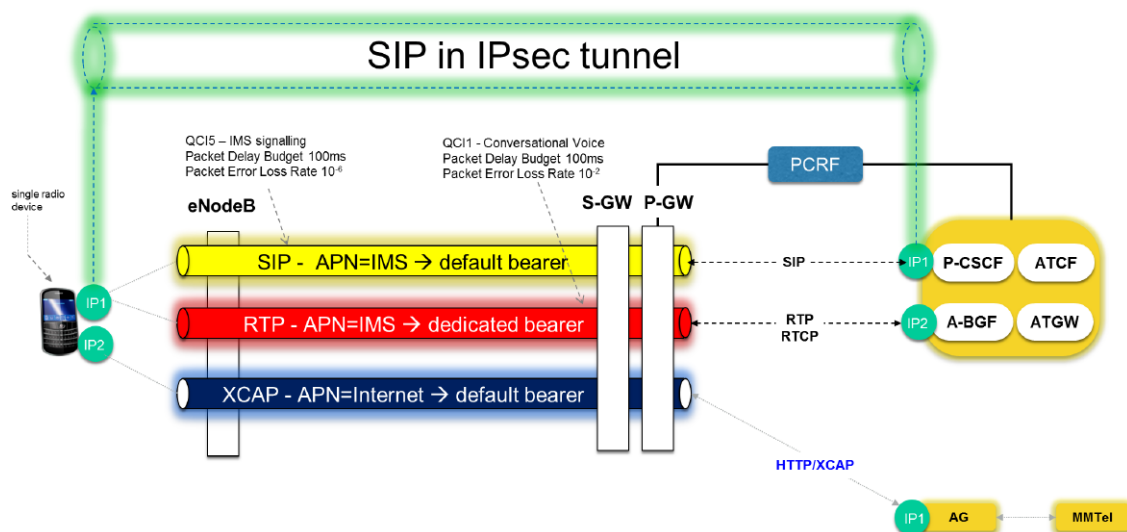 SIP in IPsec tunnel
QCI5 – IMS signalling
Packet Delay Budget 100ms
Packet Error Loss Rate 10-6
QCI1 - Conversational Voice
Packet Delay Budget 100ms
Packet Error Loss Rate 10-2
PCRF
single radio
device
eNodeB
S-GW
P-GW
SIP - APN=IMS → default bearer
SIP
IP1
P-CSCF
ATCF
IP1
RTP - APN=IMS → dedicated bearer
RTP
RTCP
IP2
A-BGF
ATGW
IP2
XCAP - APN=Internet → default bearer
HTTP/XCAP
IP1
AG
MMTel